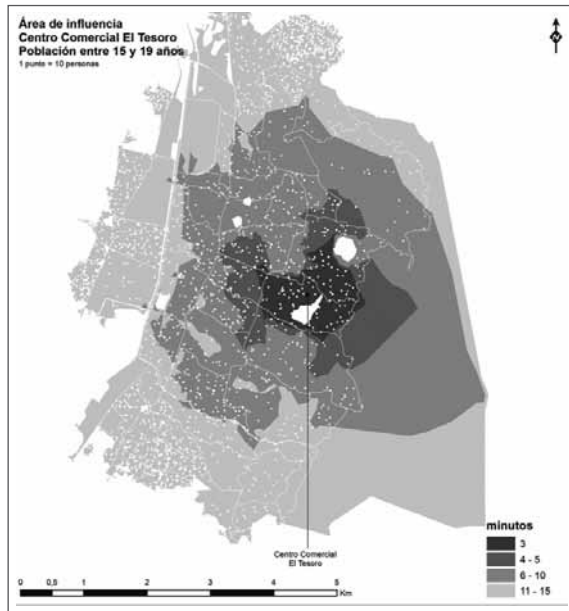 Área de influencia
Centro Comercial El Tesoro
Población entre 15 y 19 años
1 punto = 10 personas
N
Centro Comercial
El Tesoro
minutos
3
4 - 5
6 - 10
11 - 15
0 0,5 1 2 3 4 5
Km